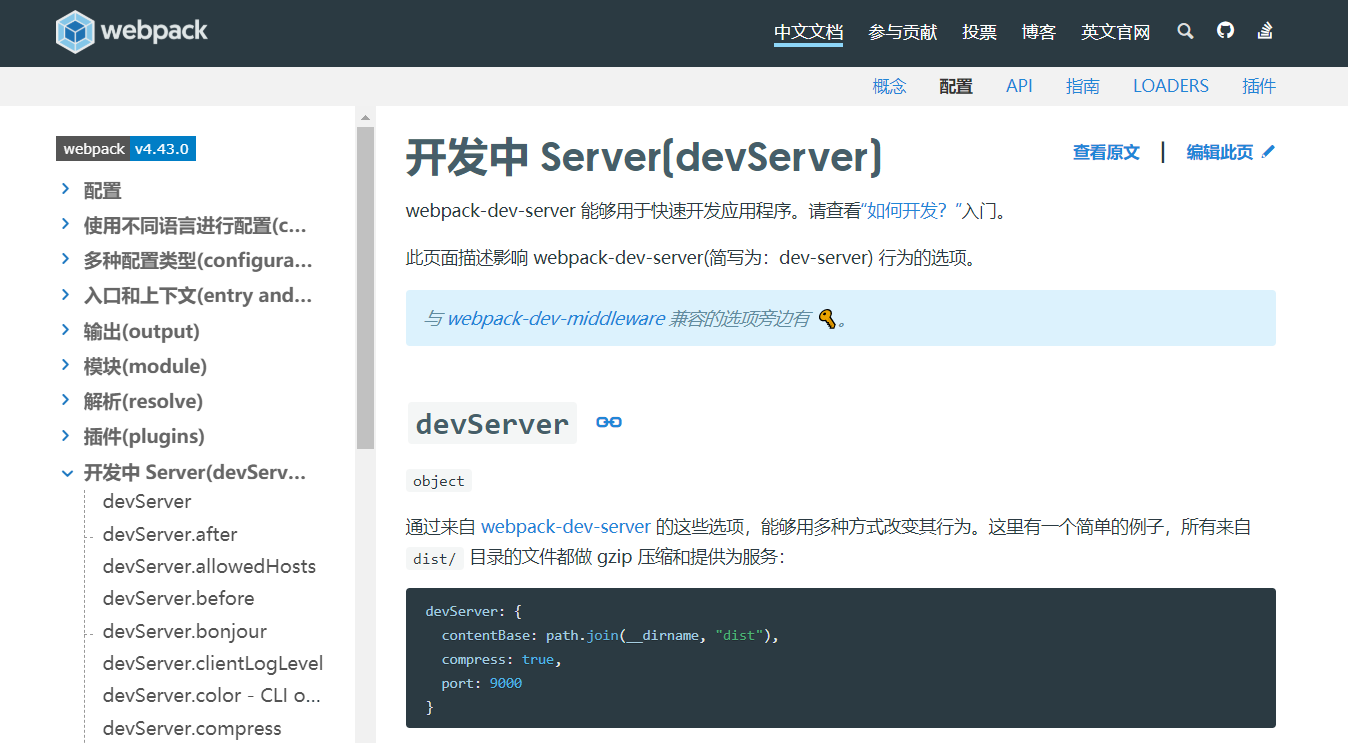 webpack
中文文档 参与贡献 投票 博客 英文官网
概念 配置 API 指南 LOADERS 插件
webpack v4.43.0
配置
使用不同语言进行配置(c...
多种配置类型(configura...
入口和上下文(entry and...
输出(output)
模块(module)
解析(resolve)
插件(plugins)
开发中 Server(devServ...
devServer
devServer.after
devServer.allowedHosts
devServer.before
devServer.bonjour
devServer.clientLogLevel
devServer.color - CLI o...
devServer.compress
开发中 Server(devServer)
查看原文 | 编辑此页
webpack-dev-server 能够用于快速开发应用程序。请查看“如何开发？”入门。
此页面描述影响 webpack-dev-server(简写为：dev-server) 行为的选项。
与 webpack-dev-middleware 兼容的选项旁边有 🔑。
devServer
object
通过来自 webpack-dev-server 的这些选项，能够用多种方式改变其行为。这里有一个简单的例子，所有来自
dist/ 目录的文件都做 gzip 压缩和提供为服务：
devServer: {
contentBase: path.join(__dirname, "dist"),
compress: true,
port: 9000
}